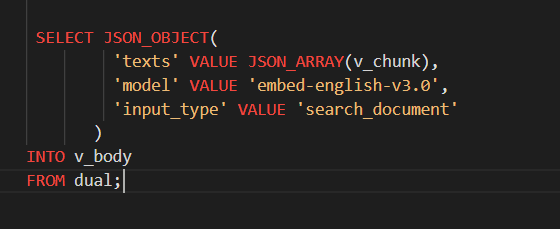 SELECT JSON_OBJECT(
'texts' VALUE JSON_ARRAY(v_chunk),
'model' VALUE 'embed-english-v3.0',
'input_type' VALUE 'search_document'
)
INTO v_body
FROM dual;